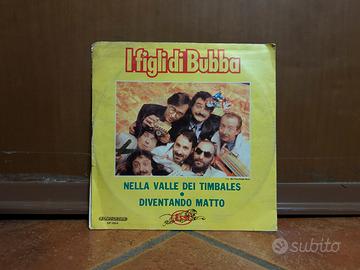 I figli di Bubba
NELLA VALLE DEI TIMBALES
•
DIVENTANDO MATTO
subito